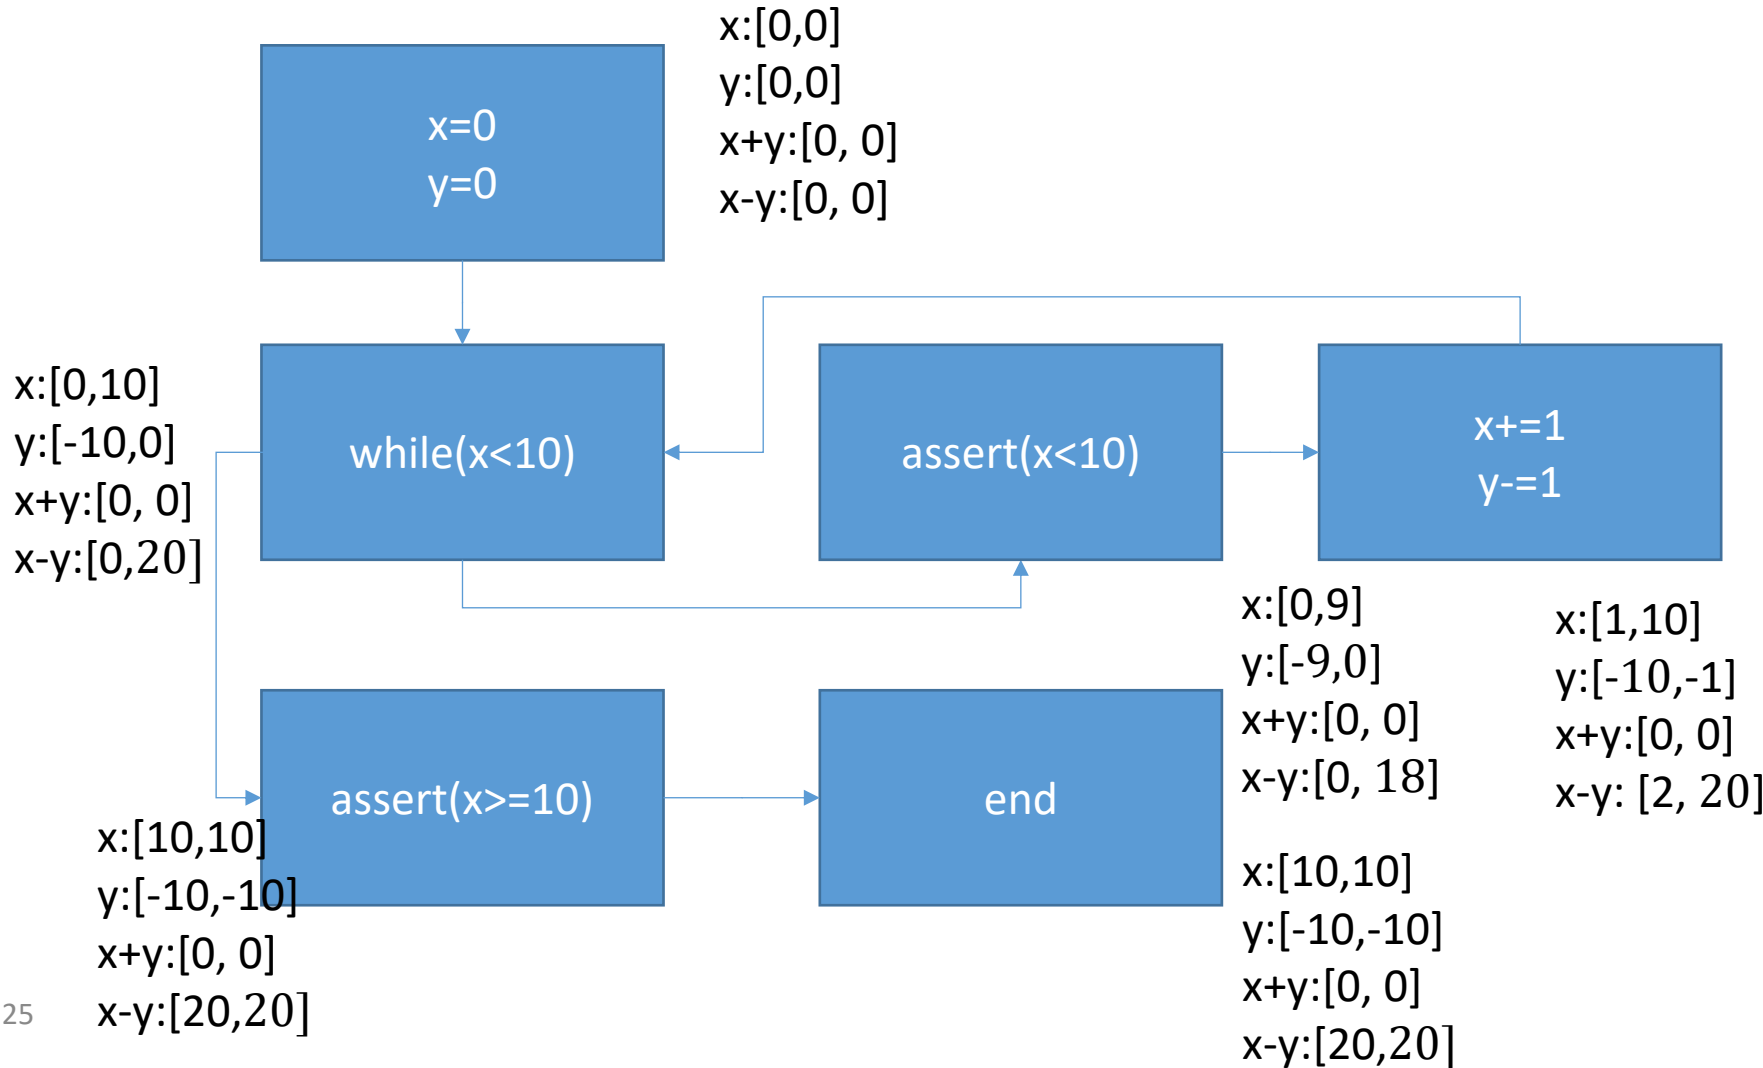 x=0
y=0
x:[0,0]
y:[0,0]
x+y:[0, 0]
x-y:[0, 0]
x:[0,10]
y:[-10,0]
x+y:[0, 0]
x-y:[0,20]
while(x<10)
assert(x<10)
x+=1
y-=1
x:[0,9]
y:[-9,0]
x+y:[0, 0]
x-y:[0, 18]
x:[1,10]
y:[-10,-1]
x+y:[0, 0]
x-y: [2, 20]
assert(x>=10)
end
x:[10,10]
y:[-10,-10]
x+y:[0, 0]
x-y:[20,20]
x:[10,10]
y:[-10,-10]
x+y:[0, 0]
x-y:[20,20]
25